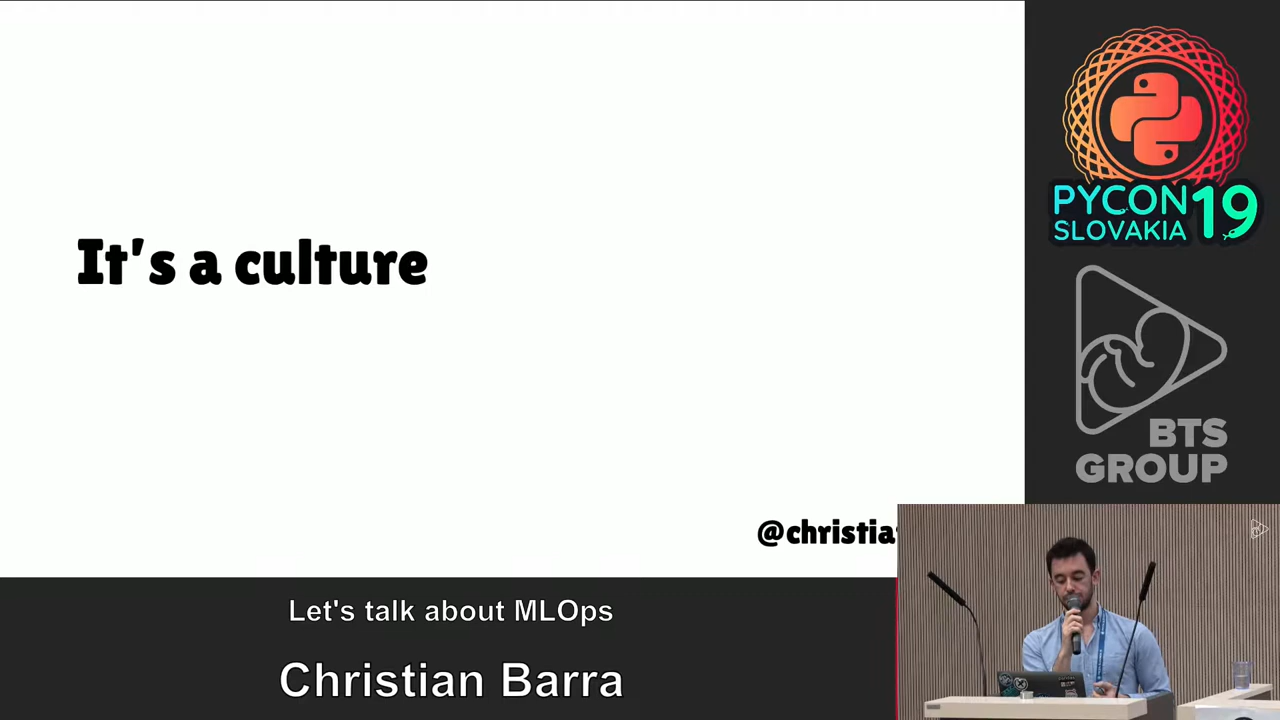 It's a culture
@christia
Let's talk about MLOps
Christian Barra
PYCON 19
SLOVAKIA
BTS
GROUP